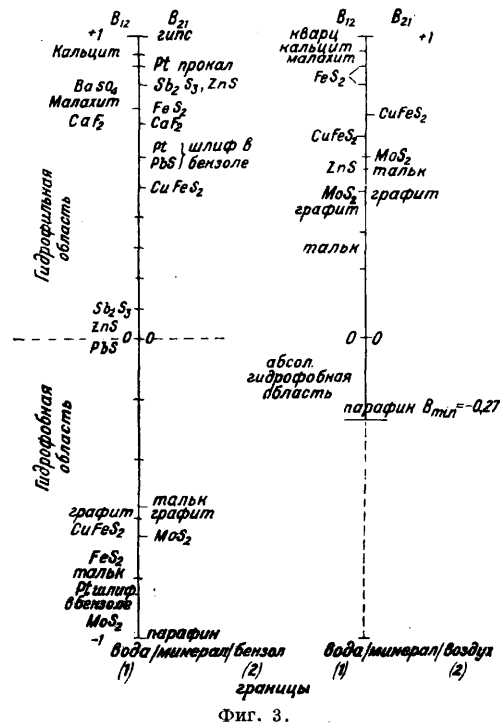 B₁₂ B₂₁ B₁₂ B₂₁
+1 гипс кварц +1
Кальцит кальцит
малахит
Pt прокал
FeS₂
BaSO₄ Sb₂S₃, ZnS
Малахит FeS₂
CaF₂ CaF₂ CuFeS₂
Pt } шлиф в CuFeS₂
PbS } бензоле MoS₂
ZnS тальк
CuFeS₂ MoS₂ графит
графит
Гидрофильная
область
тальк
Sb₂S₃
ZnS
0 0 0 0
PbS
абсол.
гидрофобная
область
Гидрофобная
область
парафин B min = -0,27
тальк
графит графит
CuFeS₂ MoS₂
FeS₂
тальк
Pt шлиф.
в бензоле
MoS₂
-1 парафин
вода/минерал/бензол вода/минерал/воздух
(1) (2) (1) (2)
границы
Фиг. 3.